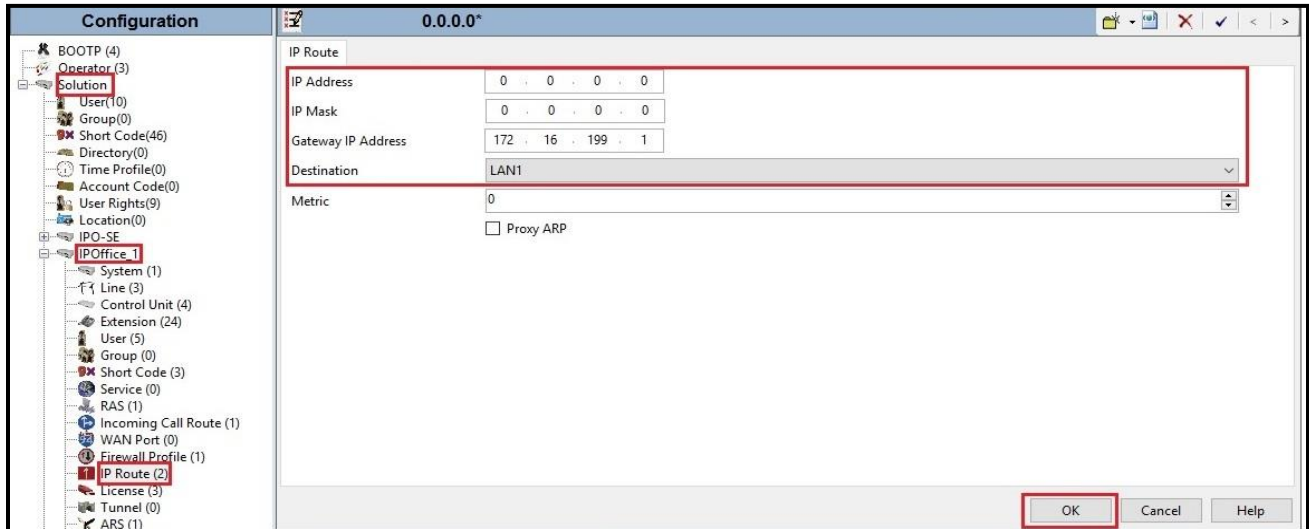 Configuration
BOOTP (4)
Operator (3)
Solution
User(10)
Group(0)
Short Code(46)
Directory(0)
Time Profile(0)
Account Code(0)
User Rights(9)
Location(0)
IPO-SE
IPOffice_1
System (1)
Line (3)
Control Unit (4)
Extension (24)
User (5)
Group (0)
Short Code (3)
Service (0)
RAS (1)
Incoming Call Route (1)
WAN Port (0)
Firewall Profile (1)
IP Route (2)
License (3)
Tunnel (0)
ARS (1)
0.0.0.0*
IP Route
IP Address 0 . 0 . 0 . 0
IP Mask 0 . 0 . 0 . 0
Gateway IP Address 172 . 16 . 199 . 1
Destination LAN1
Metric 0
Proxy ARP
OK Cancel Help